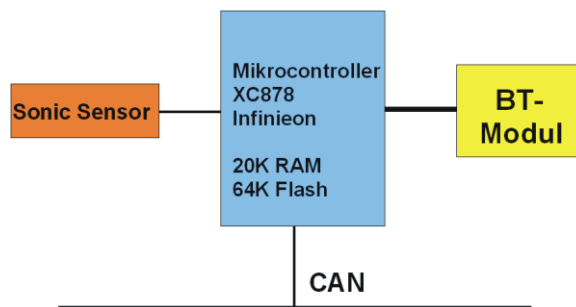 Sonic Sensor
Mikrocontroller
XC878
Infinieon
20K RAM
64K Flash
BT-
Modul
CAN